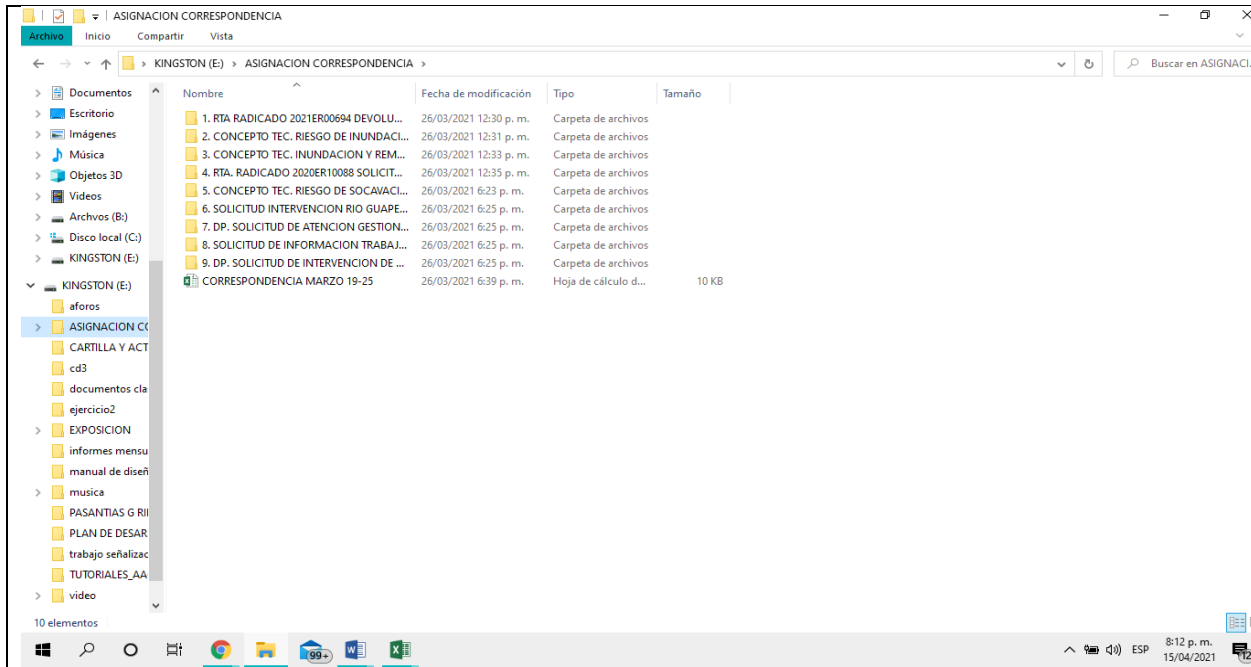 ASIGNACION CORRESPONDENCIA
Archivo Inicio Compartir Vista
KINGSTON (E:) › ASIGNACION CORRESPONDENCIA › Buscar en ASIGNACI...
Nombre Fecha de modificación Tipo Tamaño
1. RTA RADICADO 2021ER00694 DEVOLU... 26/03/2021 12:30 p. m. Carpeta de archivos
2. CONCEPTO TEC. RIESGO DE INUNDACI... 26/03/2021 12:31 p. m. Carpeta de archivos
3. CONCEPTO TEC. INUNDACION Y REM... 26/03/2021 12:33 p. m. Carpeta de archivos
4. RTA. RADICADO 2020ER10088 SOLICIT... 26/03/2021 12:35 p. m. Carpeta de archivos
5. CONCEPTO TEC. RIESGO DE SOCAVACI... 26/03/2021 6:23 p. m. Carpeta de archivos
6. SOLICITUD INTERVENCION RIO GUAPE... 26/03/2021 6:25 p. m. Carpeta de archivos
7. DP. SOLICITUD DE ATENCION GESTION... 26/03/2021 6:25 p. m. Carpeta de archivos
8. SOLICITUD DE INFORMACION TRABAJ... 26/03/2021 6:25 p. m. Carpeta de archivos
9. DP. SOLICITUD DE INTERVENCION DE ... 26/03/2021 6:25 p. m. Carpeta de archivos
CORRESPONDENCIA MARZO 19-25 26/03/2021 6:39 p. m. Hoja de cálculo d... 10 KB
Documentos
Escritorio
Imágenes
Música
Objetos 3D
Videos
Archvos (B:)
Disco local (C:)
KINGSTON (E:)
KINGSTON (E:)
aforos
ASIGNACION CO
CARTILLA Y ACT
cd3
documentos cla
ejercicio2
EXPOSICION
informes mensu
manual de diseñ
musica
PASANTIAS G RI
PLAN DE DESAR
trabajo señalizac
TUTORIALES_AA
video
10 elementos
99+
ESP
8:12 p. m.
15/04/2021
12